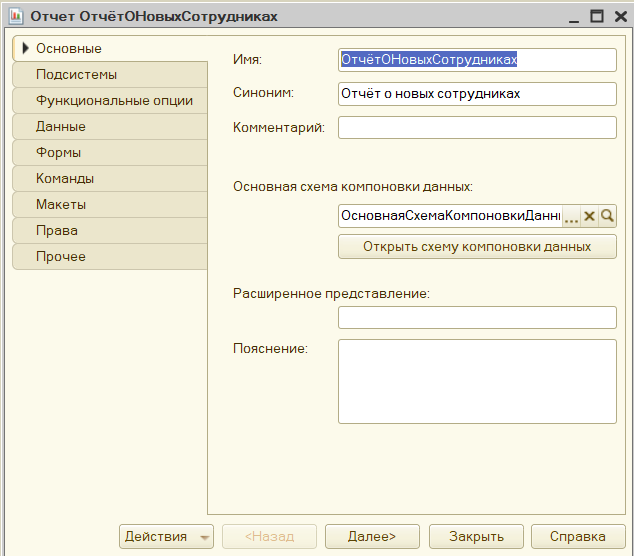 Отчет ОтчётОНовыхСотрудниках
Основные
Подсистемы
Функциональные опции
Данные
Формы
Команды
Макеты
Права
Прочее
Имя: ОтчётОНовыхСотрудниках
Синоним: Отчёт о новых сотрудниках
Комментарий:
Основная схема компоновки данных:
ОсновнаяСхемаКомпоновкиДанн ...
Открыть схему компоновки данных
Расширенное представление:
Пояснение:
Действия <Назад Далее> Закрыть Справка